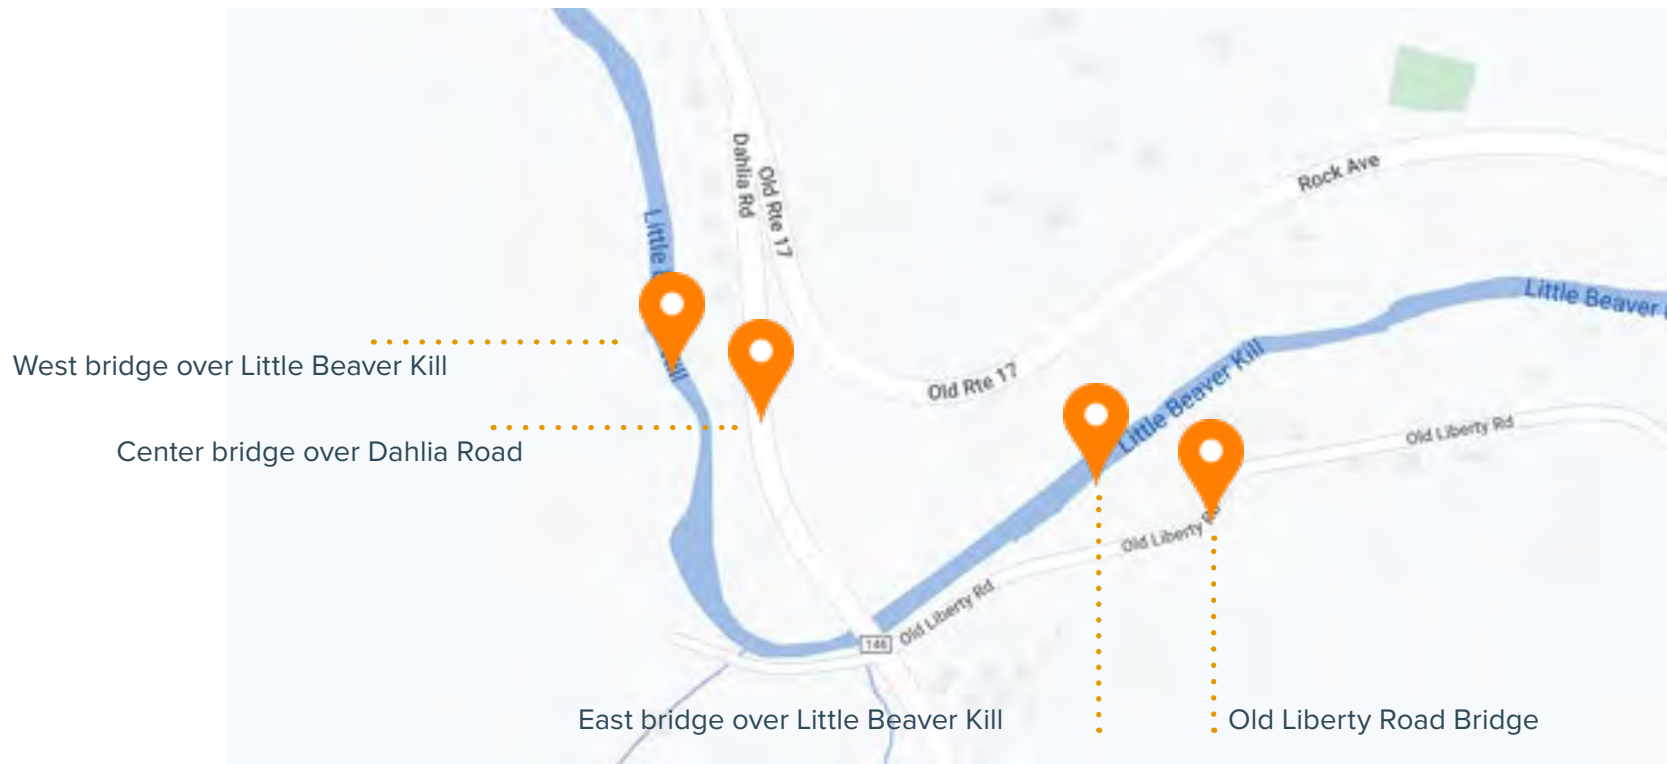 Dahlia Rd
Old Rte 17
Rock Ave
Little
ill
Little Beaver
West bridge over Little Beaver Kill
Old Rte 17
Little Beaver Kill
Center bridge over Dahlia Road
Old Liberty Rd
Old Liberty
Old Liberty Rd
146
East bridge over Little Beaver Kill
Old Liberty Road Bridge